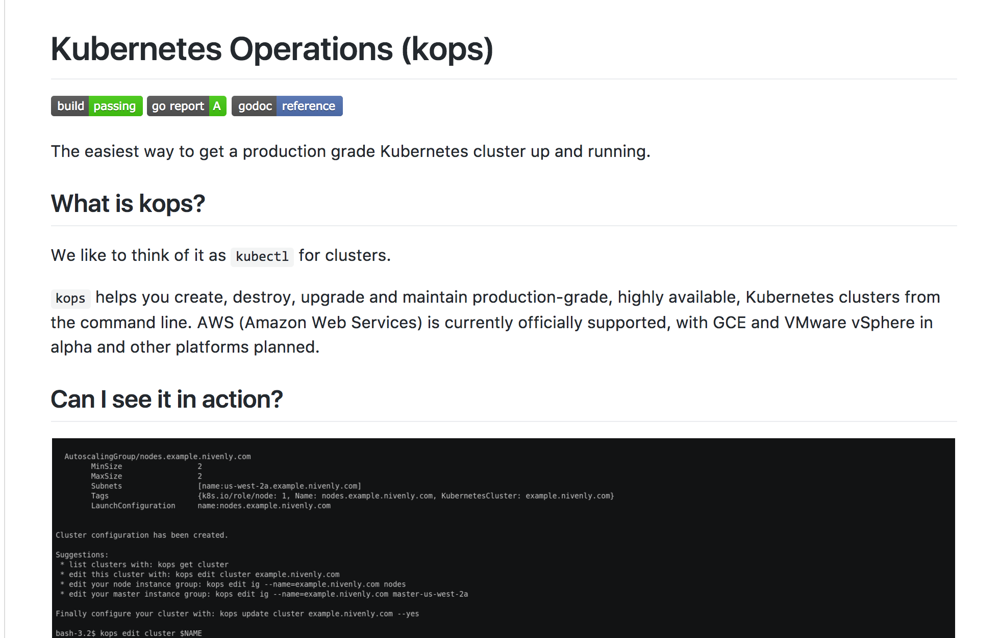 Kubernetes Operations (kops)
build passing go report A godoc reference
The easiest way to get a production grade Kubernetes cluster up and running.
What is kops?
We like to think of it as kubectl for clusters.
kops helps you create, destroy, upgrade and maintain production-grade, highly available, Kubernetes clusters from
the command line. AWS (Amazon Web Services) is currently officially supported, with GCE and VMware vSphere in
alpha and other platforms planned.
Can I see it in action?
AutoscalingGroup/nodes.example.nivenly.com
MinSize 2
MaxSize 2
Subnets [name:us-west-2a.example.nivenly.com]
Tags {k8s.io/role/node: 1, Name: nodes.example.nivenly.com, KubernetesCluster: example.nivenly.com}
LaunchConfiguration name:nodes.example.nivenly.com
Cluster configuration has been created.
Suggestions:
* list clusters with: kops get cluster
* edit this cluster with: kops edit cluster example.nivenly.com
* edit your node instance group: kops edit ig --name=example.nivenly.com nodes
* edit your master instance group: kops edit ig --name=example.nivenly.com master-us-west-2a
Finally configure your cluster with: kops update cluster example.nivenly.com --yes
bash-3.2$ kops edit cluster $NAME